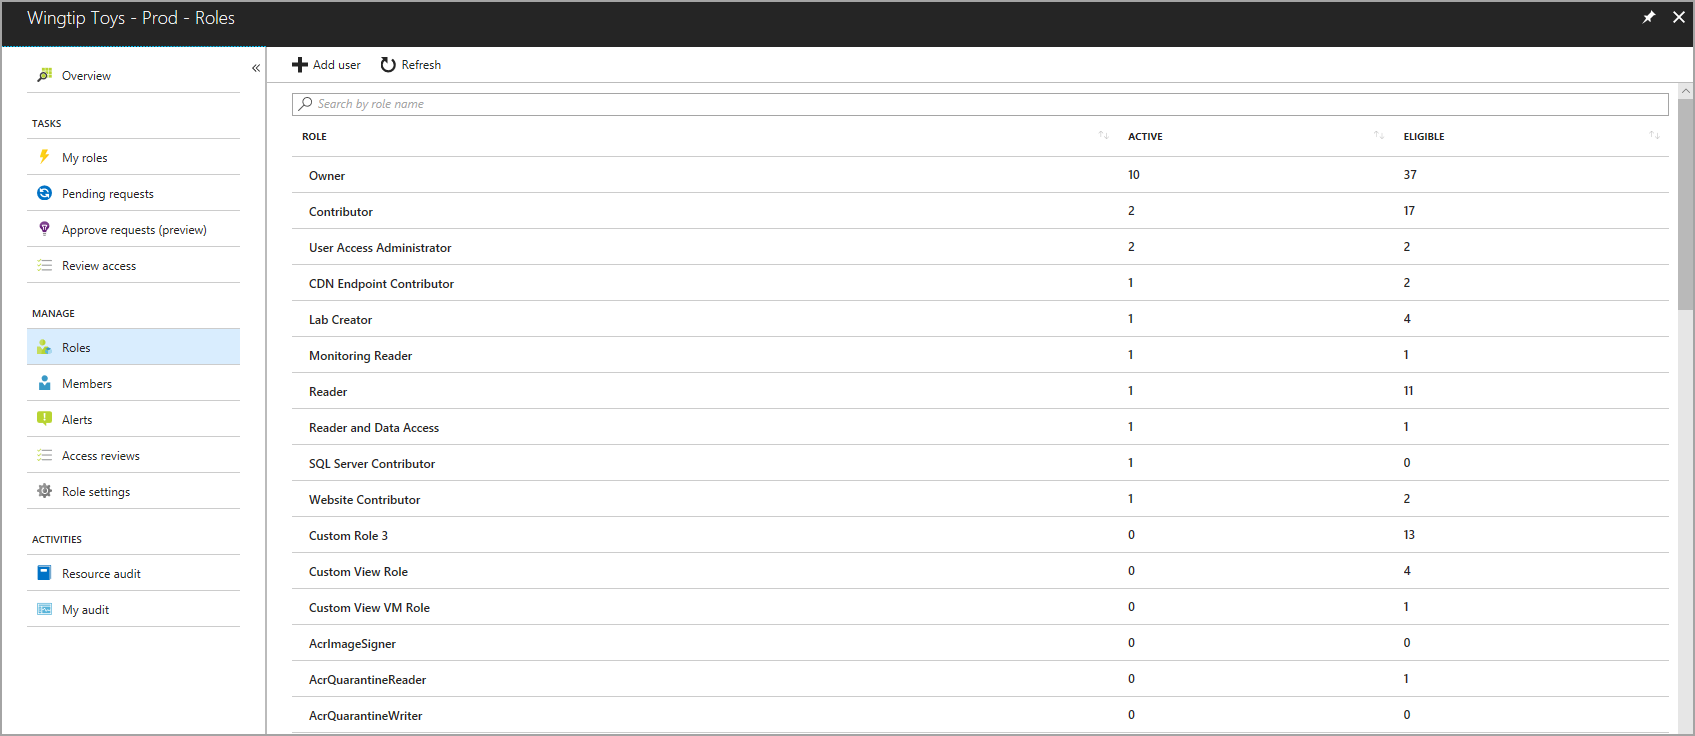 Wingtip Toys - Prod - Roles
Overview
TASKS
My roles
Pending requests
Approve requests (preview)
Review access
MANAGE
Roles
Members
Alerts
Access reviews
Role settings
ACTIVITIES
Resource audit
My audit
Add user Refresh
Search by role name
ROLE ACTIVE ELIGIBLE
Owner 10 37
Contributor 2 17
User Access Administrator 2 2
CDN Endpoint Contributor 1 2
Lab Creator 1 4
Monitoring Reader 1 1
Reader 1 11
Reader and Data Access 1 1
SQL Server Contributor 1 0
Website Contributor 1 2
Custom Role 3 0 13
Custom View Role 0 4
Custom View VM Role 0 1
AcrImageSigner 0 0
AcrQuarantineReader 0 1
AcrQuarantineWriter 0 0